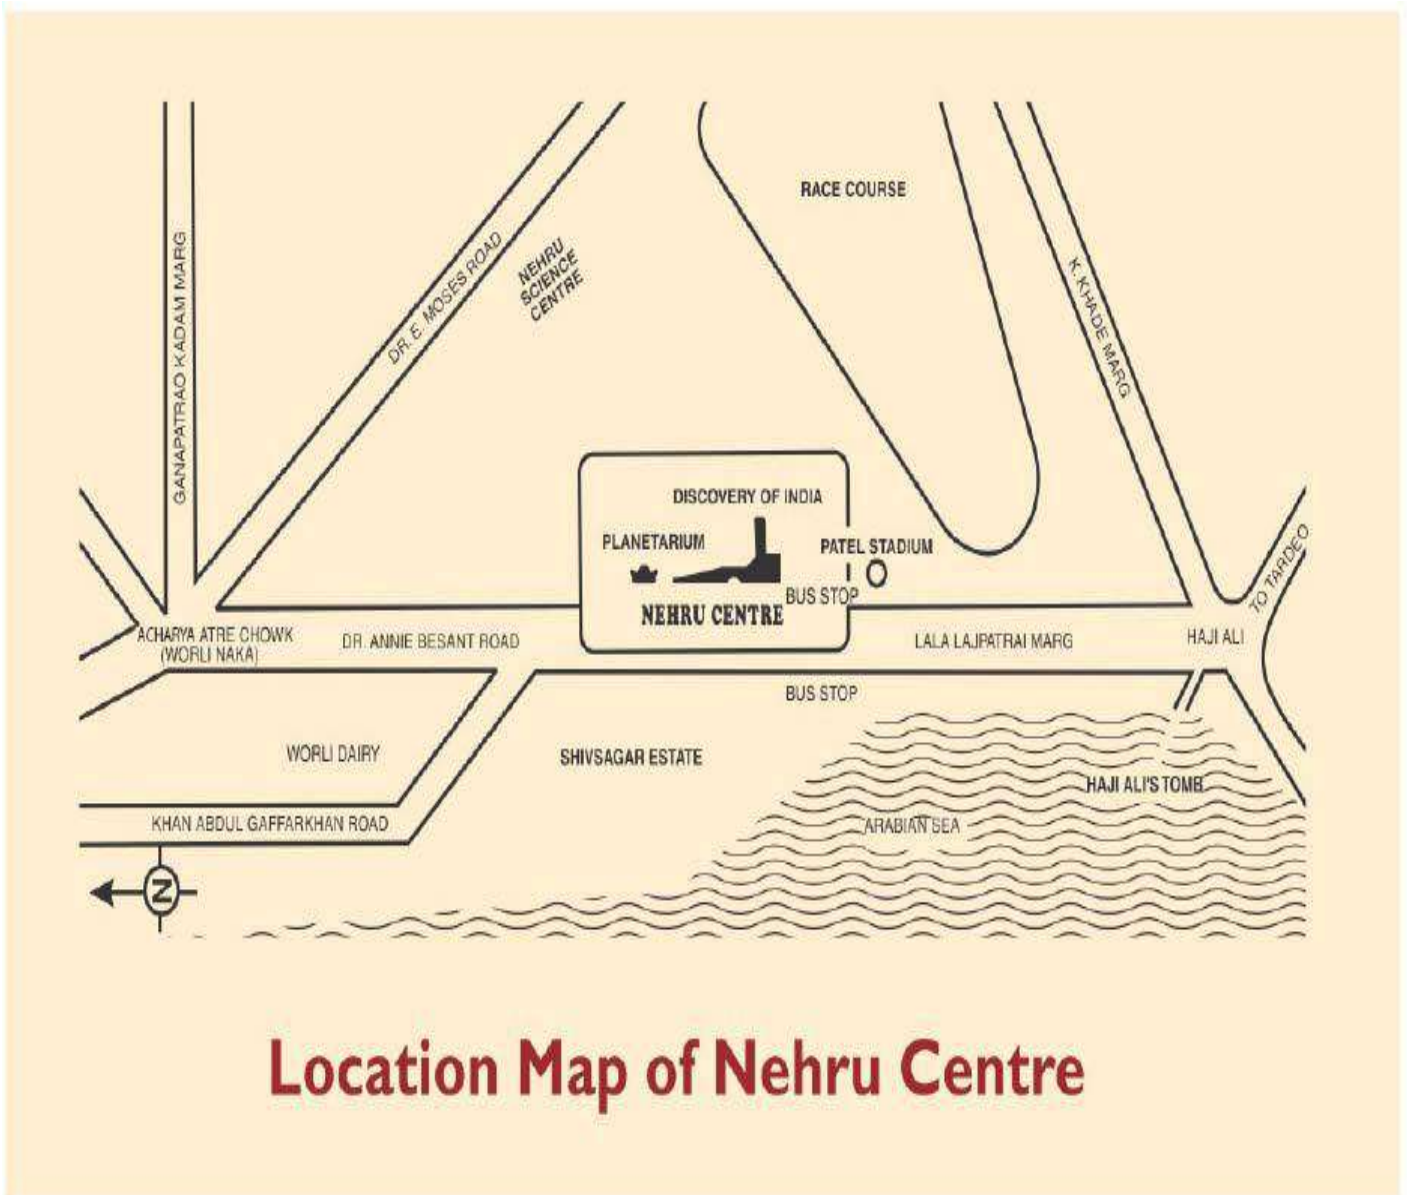 RACE COURSE
GANAPATRAO KADAM MARG
DR. E. MOSES ROAD
NEHRU
SCIENCE
CENTRE
K. KHADE MARG
DISCOVERY OF INDIA
PLANETARIUM
PATEL STADIUM
TO TARDEO
BUS STOP
NEHRU CENTRE
ACHARYA ATRE CHOWK
(WORLI NAKA)
DR. ANNIE BESANT ROAD
LALA LAJPATRAI MARG
HAJI ALI
BUS STOP
WORLI DAIRY
SHIVSAGAR ESTATE
HAJI ALI'S TOMB
KHAN ABDUL GAFFARKHAN ROAD
ARABIAN SEA
N
Location Map of Nehru Centre